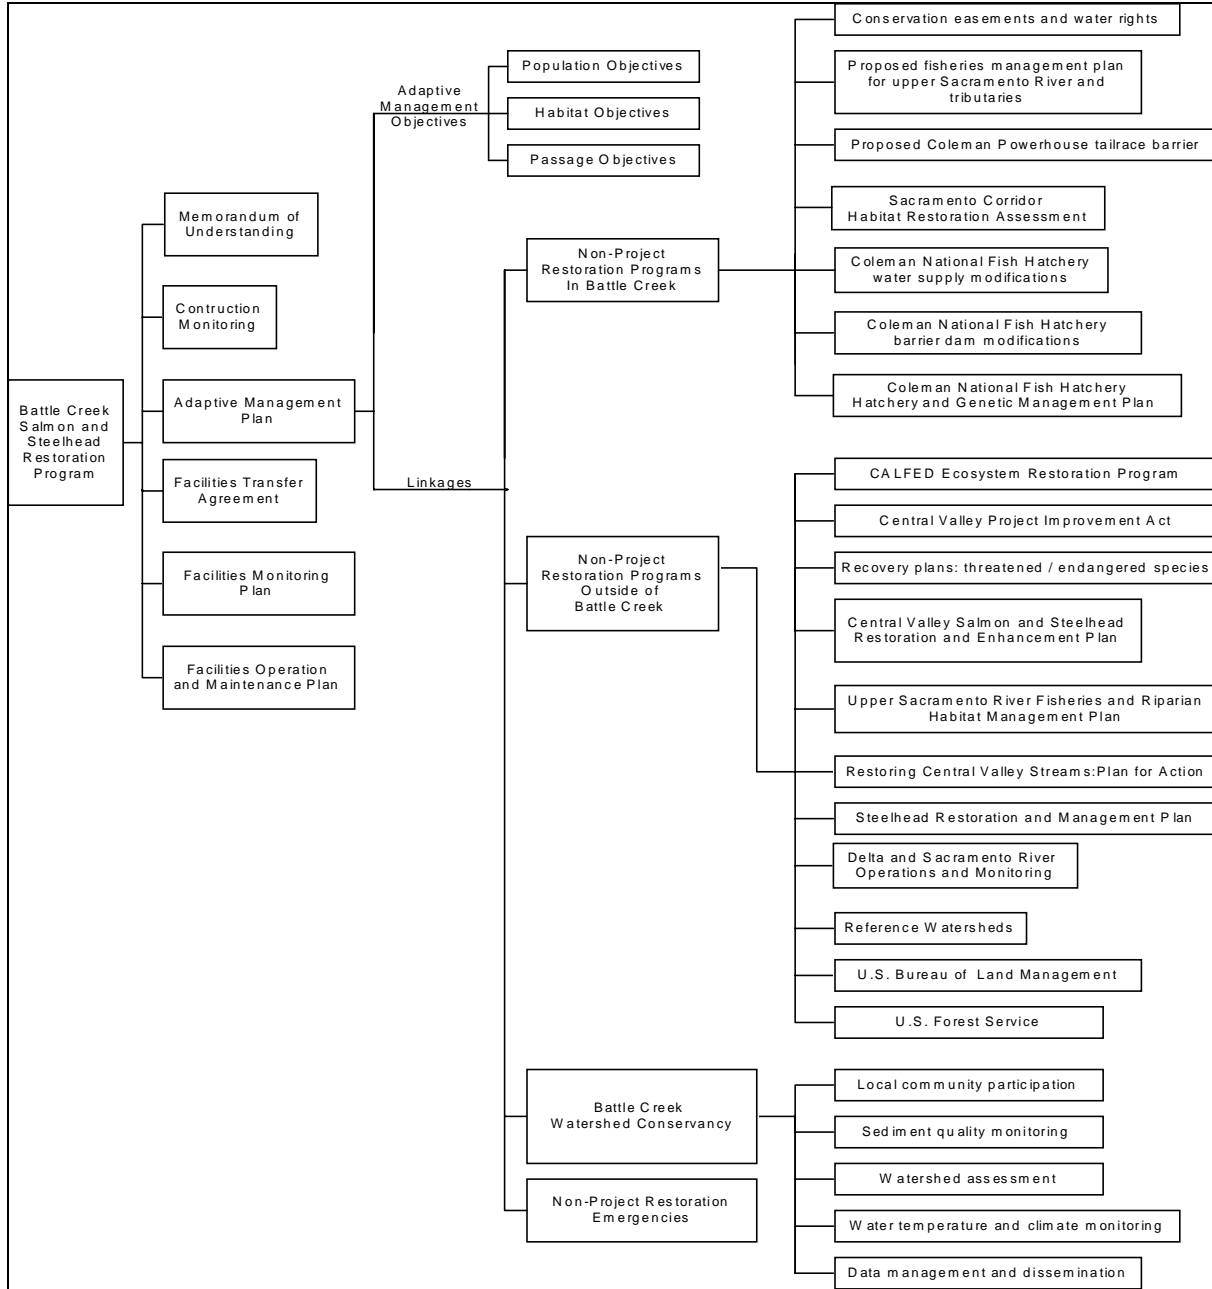 Battle Creek
Salmon and
Steelhead
Restoration
Program
Memorandum of
Understanding
Contruction
Monitoring
Adaptive Management
Plan
Facilities Transfer
Agreement
Facilities Monitoring
Plan
Facilities Operation
and Maintenance Plan
Adaptive
Management
Objectives
Population Objectives
Habitat Objectives
Passage Objectives
Linkages
Non-Project
Restoration Programs
In Battle Creek
Conservation easements and water rights
Proposed fisheries management plan
for upper Sacramento River and
tributaries
Proposed Coleman Powerhouse tailrace barrier
Sacramento Corridor
Habitat Restoration Assessment
Coleman National Fish Hatchery
water supply modifications
Coleman National Fish Hatchery
barrier dam modifications
Coleman National Fish Hatchery
Hatchery and Genetic Management Plan
Non-Project
Restoration Programs
Outside of
Battle Creek
CALFED Ecosystem Restoration Program
Central Valley Project Improvement Act
Recovery plans: threatened / endangered species
Central Valley Salmon and Steelhead
Restoration and Enhancement Plan
Upper Sacramento River Fisheries and Riparian
Habitat Management Plan
Restoring Central Valley Streams:Plan for Action
Steelhead Restoration and Management Plan
Delta and Sacramento River
Operations and Monitoring
Reference Watersheds
U.S. Bureau of Land Management
U.S. Forest Service
Battle Creek
Watershed Conservancy
Local community participation
Sediment quality monitoring
Watershed assessment
Water temperature and climate monitoring
Data management and dissemination
Non-Project Restoration
Emergencies